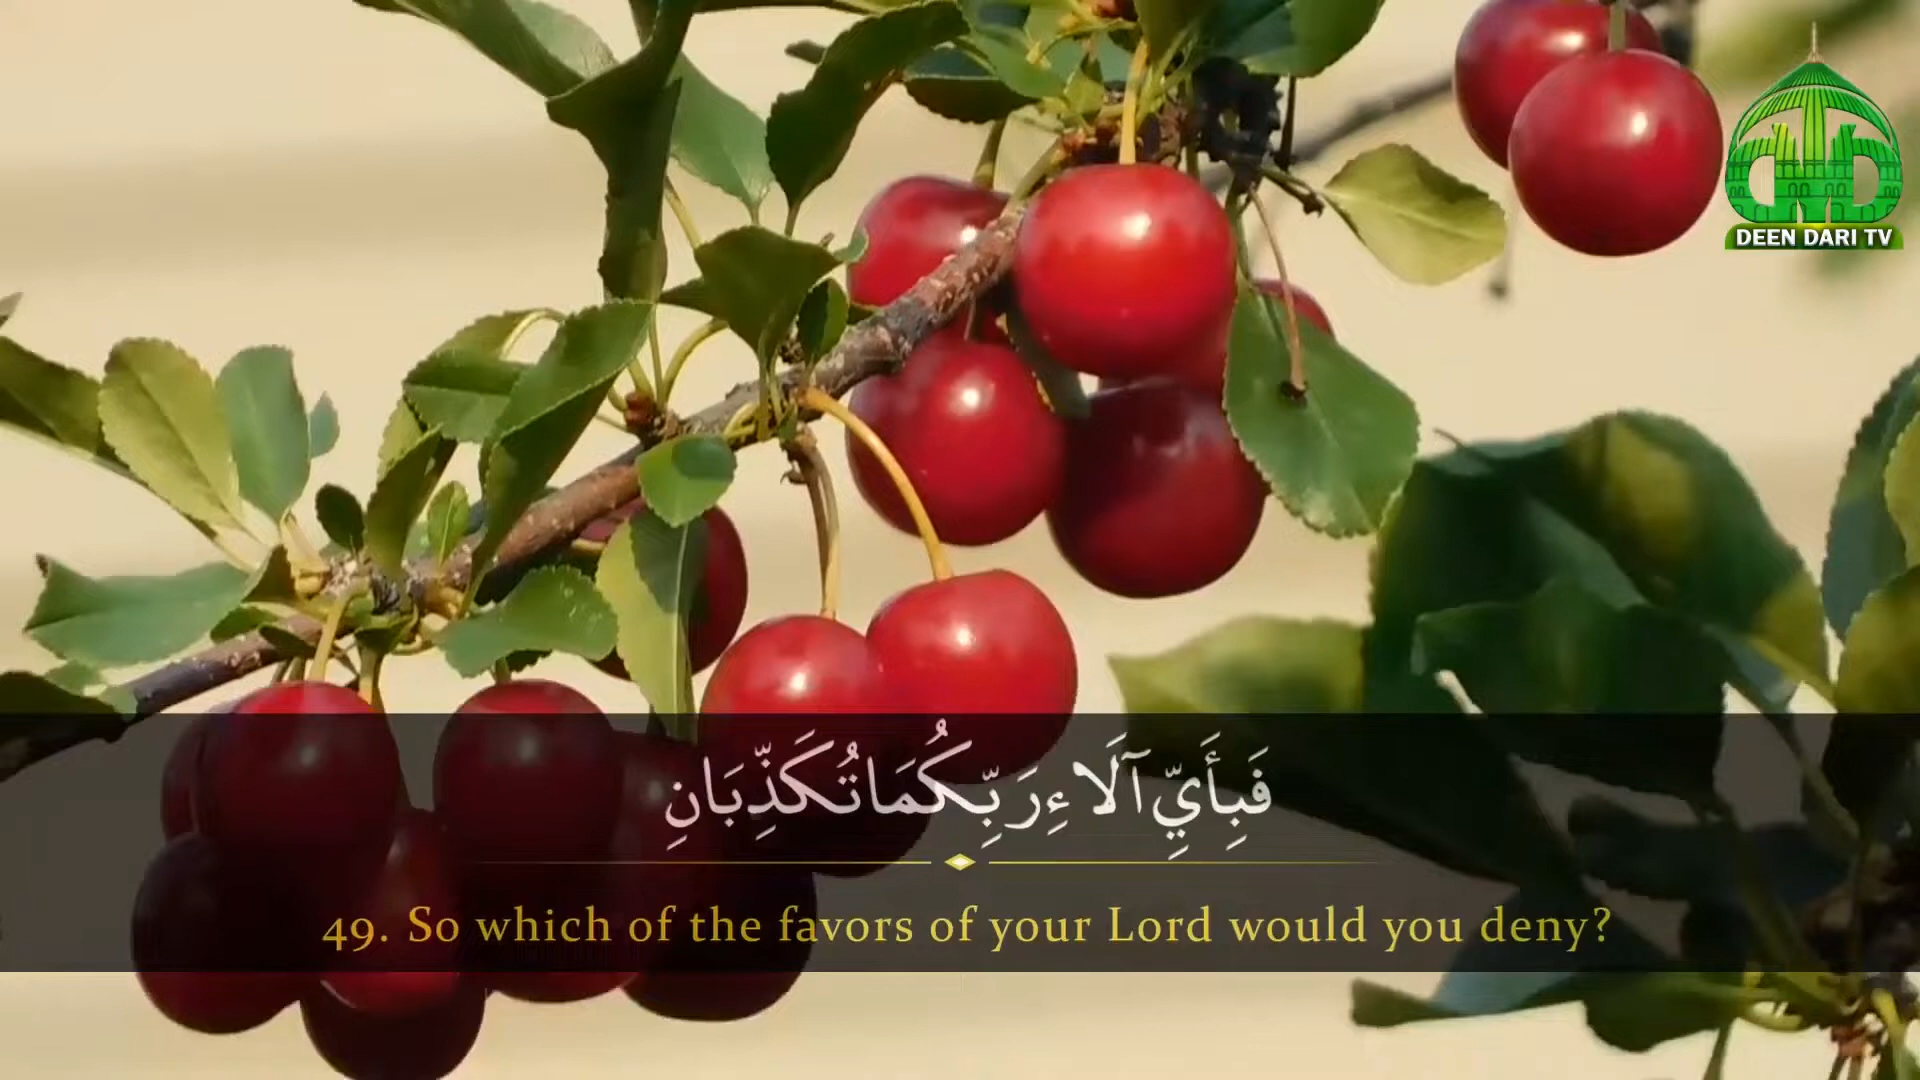 DEEN DARI TV
فَبِأَيِّ آلَاءِ رَبِّكُمَا تُكَذِّبَانِ
49. So which of the favors of your Lord would you deny?